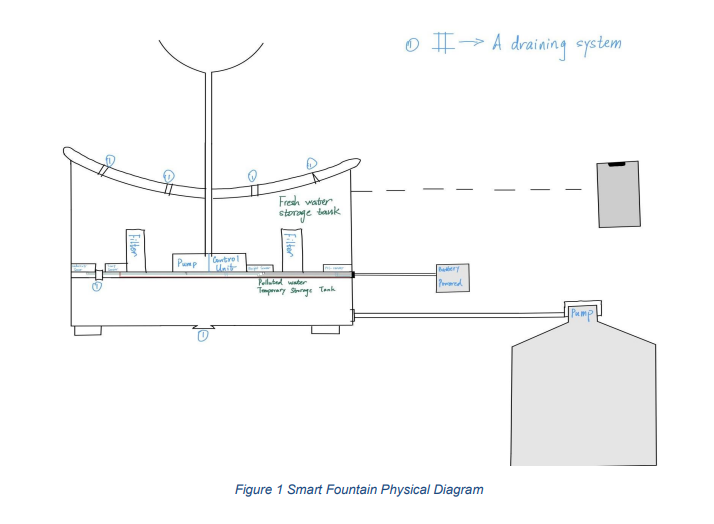 ① 井 → A draining system
①
①
①
①
Fresh water
storage tank
Filter
Filter
Pump
Control
Unit
Polluted water
Temporary Storage Tank
Battery
Powered
Pump
①
①
Figure 1 Smart Fountain Physical Diagram